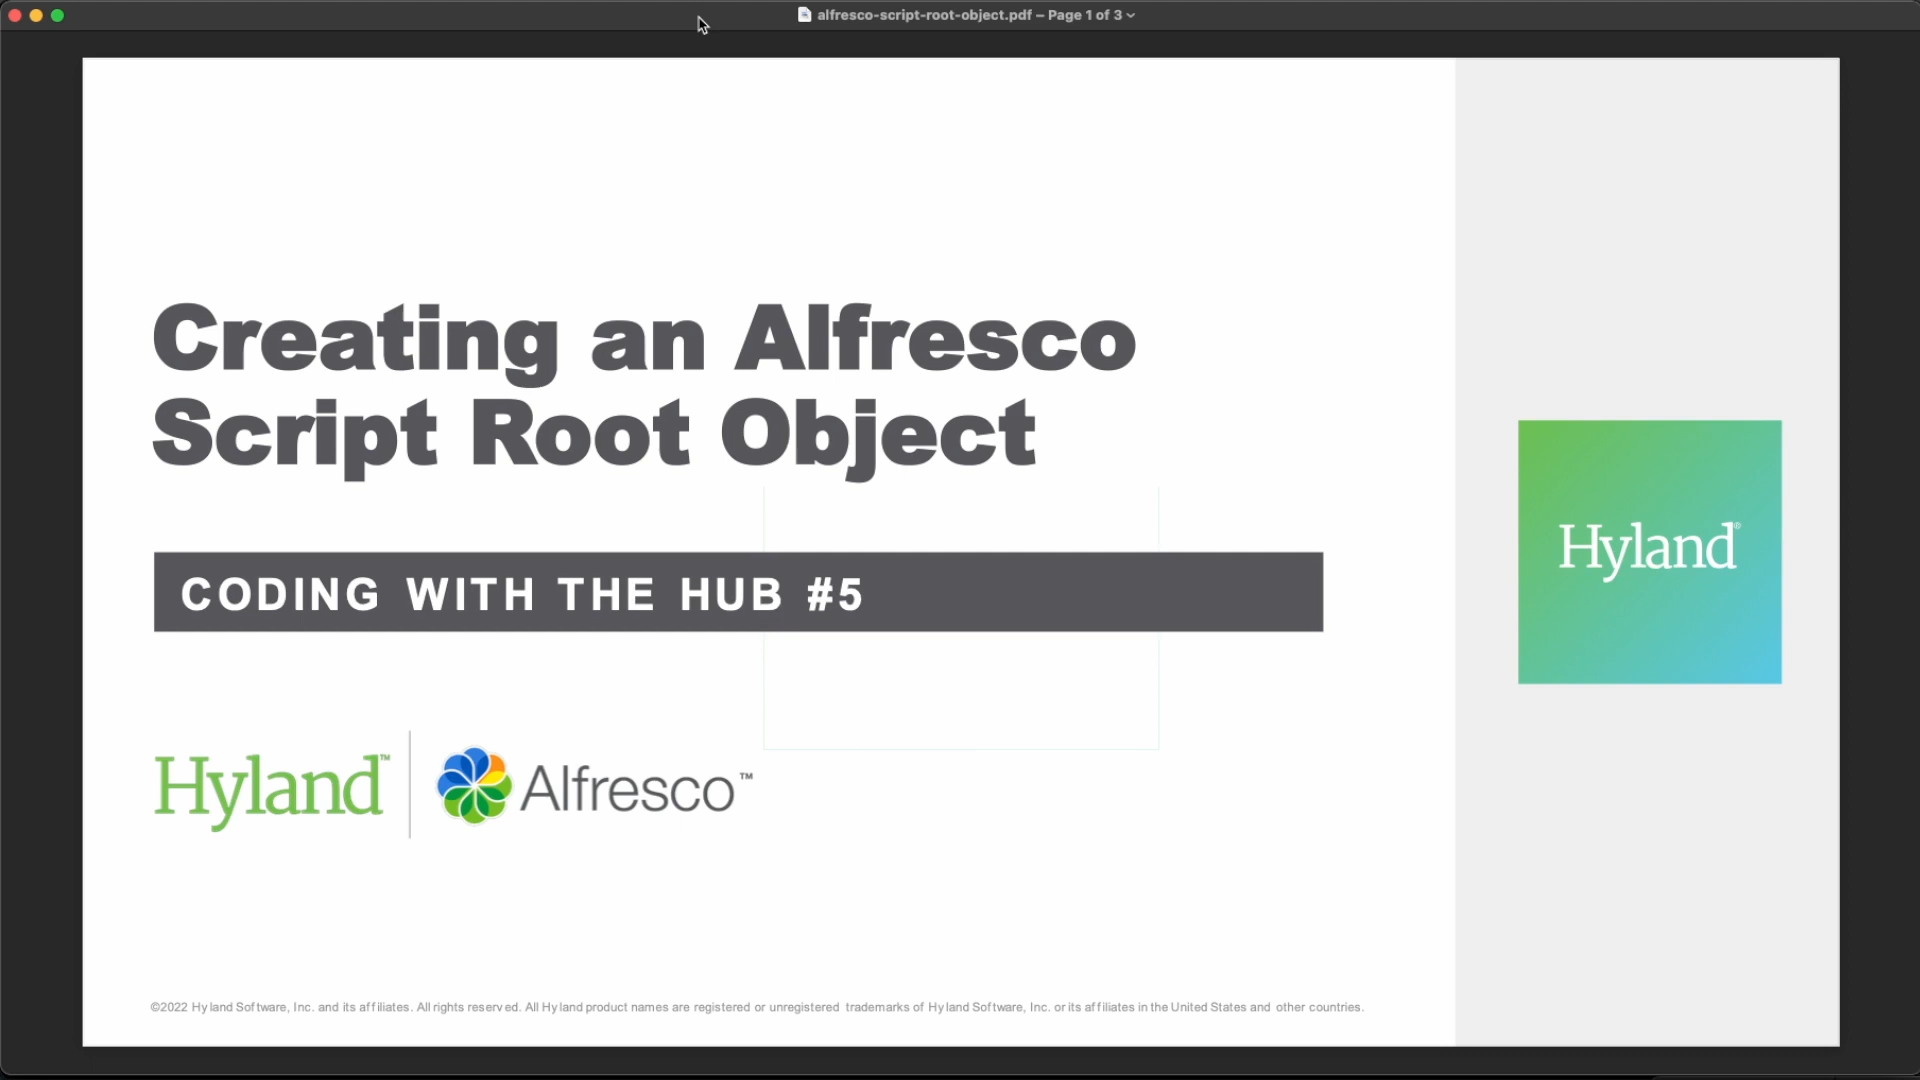 alfresco-script-root-object.pdf – Page 1 of 3
Creating an Alfresco
Script Root Object
CODING WITH THE HUB #5
Hyland®
Hyland™
Alfresco™
©2022 Hyland Software, Inc. and its affiliates. All rights reserved. All Hyland product names are registered or unregistered trademarks of Hyland Software, Inc. or its affiliates in the United States and other countries.